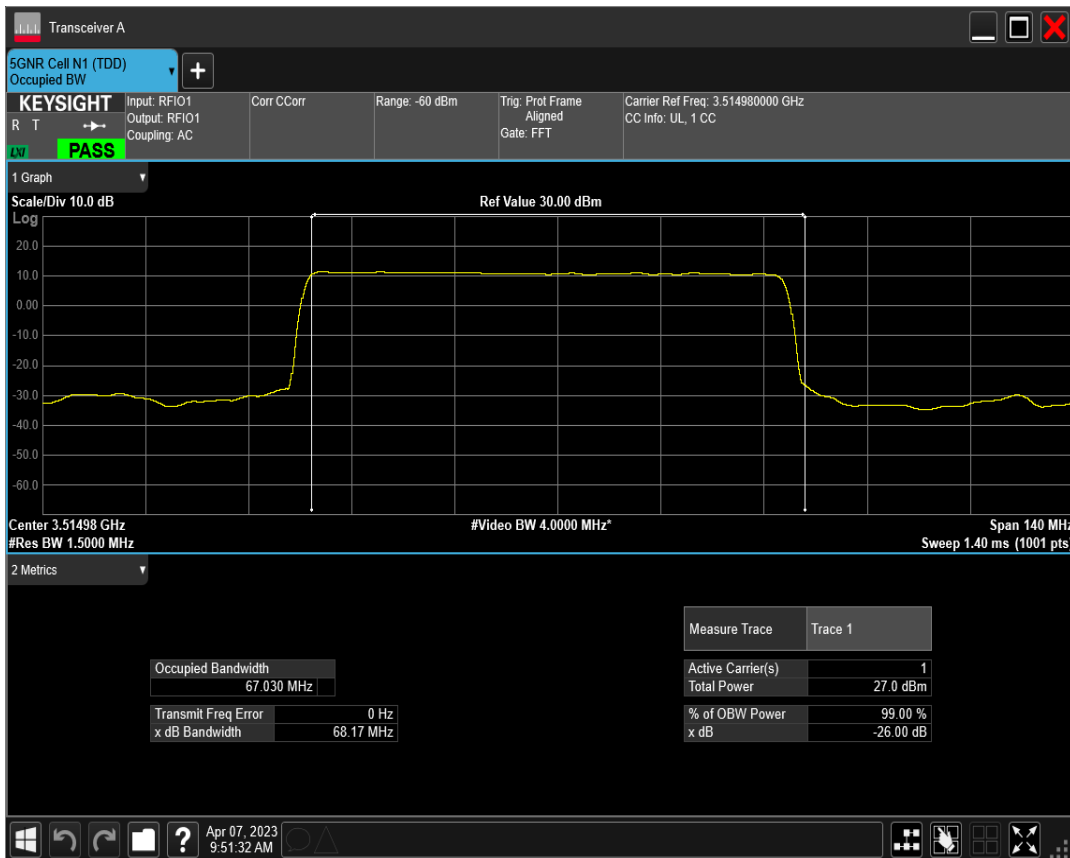 Transceiver A
5GNR Cell N1 (TDD)
Occupied BW
+
KEYSIGHT
R T
LXI
PASS
Input: RFIO1
Output: RFIO1
Coupling: AC
Corr CCorr
Range: -60 dBm
Trig: Prot Frame
Aligned
Gate: FFT
Carrier Ref Freq: 3.514980000 GHz
CC Info: UL, 1 CC
1 Graph
Scale/Div 10.0 dB
Ref Value 30.00 dBm
Log
20.0
10.0
0.00
-10.0
-20.0
-30.0
-40.0
-50.0
-60.0
Center 3.51498 GHz
#Video BW 4.0000 MHz*
Span 140 MHz
#Res BW 1.5000 MHz
Sweep 1.40 ms (1001 pts)
2 Metrics
Measure Trace Trace 1
Occupied Bandwidth
67.030 MHz
Active Carrier(s) 1
Total Power 27.0 dBm
Transmit Freq Error 0 Hz
x dB Bandwidth 68.17 MHz
% of OBW Power 99.00 %
x dB -26.00 dB
?
Apr 07, 2023
9:51:32 AM